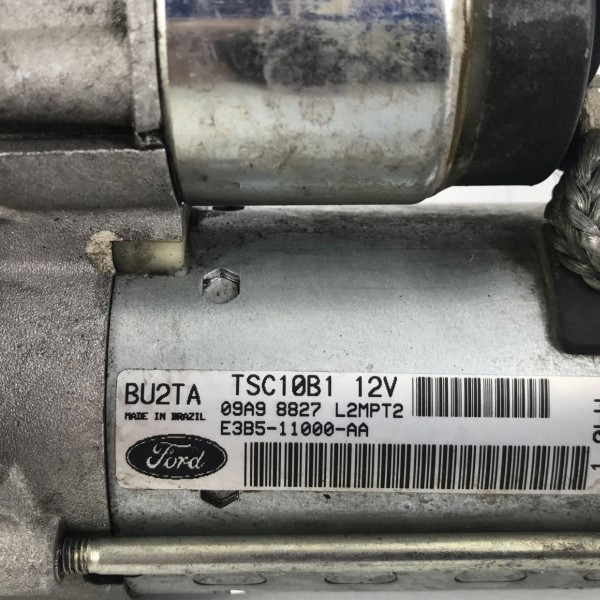 BU2TA
MADE IN BRAZIL
Ford
TSC10B1 12V
09A9 8827 L2MPT2
E3B5-11000-AA